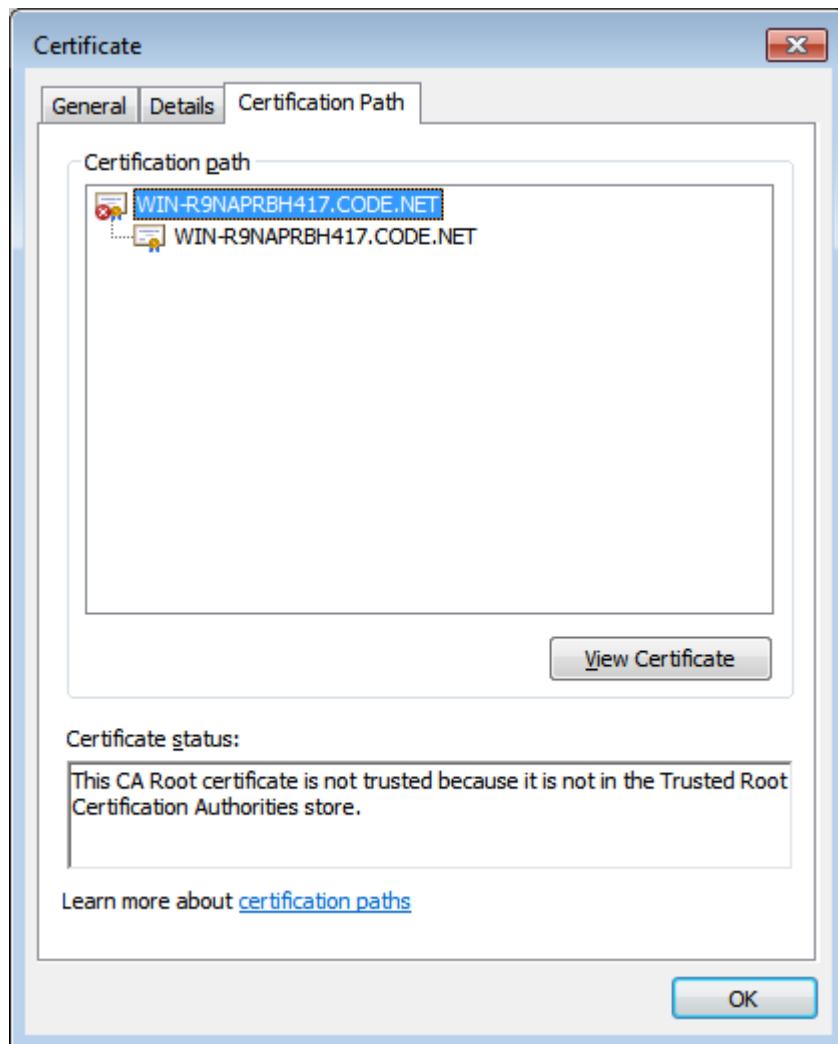 Certificate
General
Details
Certification Path
Certification path
WIN-R9NAPRBH417.CODE.NET
WIN-R9NAPRBH417.CODE.NET
View Certificate
Certificate status:
This CA Root certificate is not trusted because it is not in the Trusted Root
Certification Authorities store.
Learn more about certification paths
OK